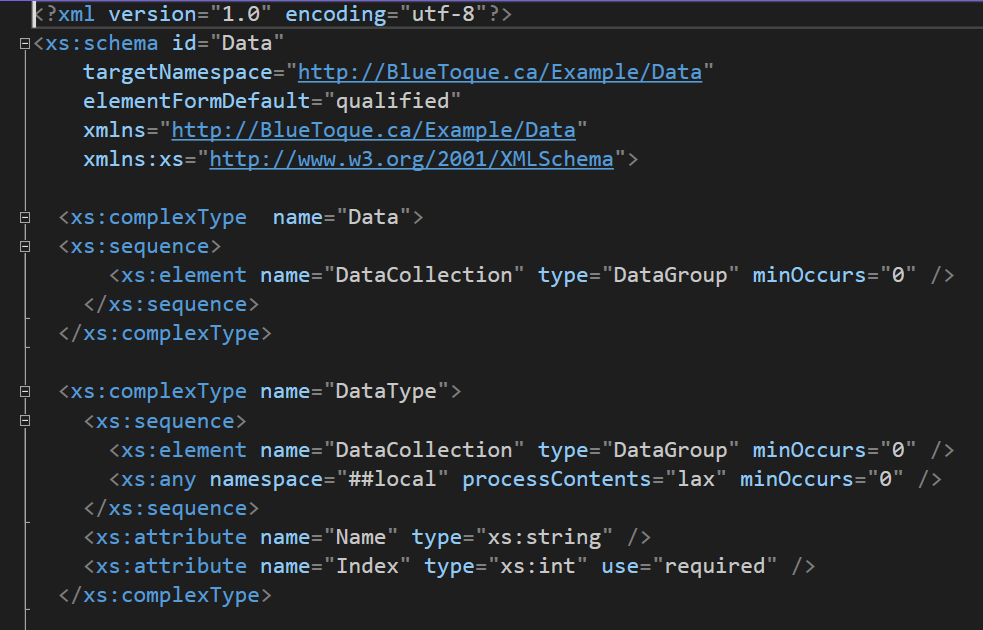 <?xml version="1.0" encoding="utf-8"?>
<xs:schema id="Data"
targetNamespace="http://BlueToque.ca/Example/Data"
elementFormDefault="qualified"
xmlns="http://BlueToque.ca/Example/Data"
xmlns:xs="http://www.w3.org/2001/XMLSchema">
<xs:complexType  name="Data">
<xs:sequence>
<xs:element name="DataCollection" type="DataGroup" minOccurs="0" />
</xs:sequence>
</xs:complexType>
<xs:complexType name="DataType">
<xs:sequence>
<xs:element name="DataCollection" type="DataGroup" minOccurs="0" />
<xs:any namespace="##local" processContents="lax" minOccurs="0" />
</xs:sequence>
<xs:attribute name="Name" type="xs:string" />
<xs:attribute name="Index" type="xs:int" use="required" />
</xs:complexType>